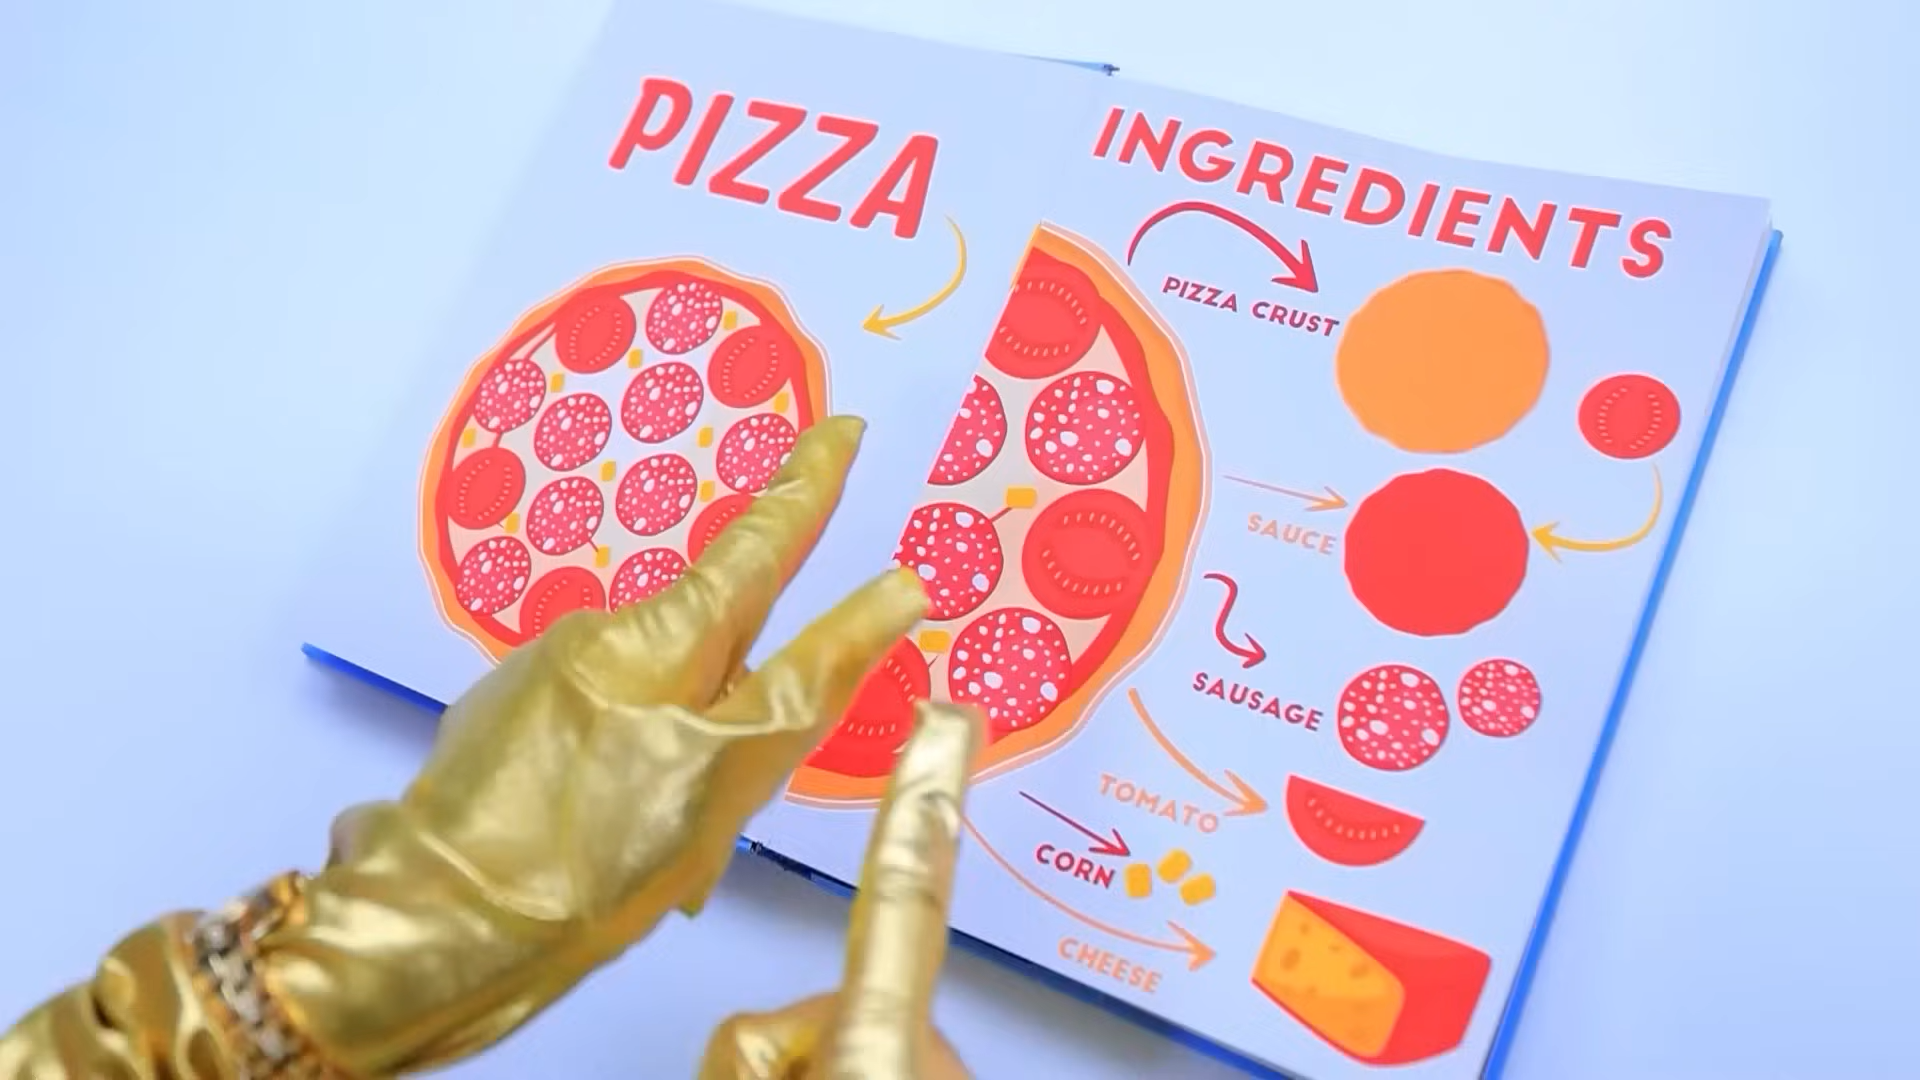 PIZZA
INGREDIENTS
PIZZA CRUST
SAUCE
SAUSAGE
TOMATO
CORN
CHEESE